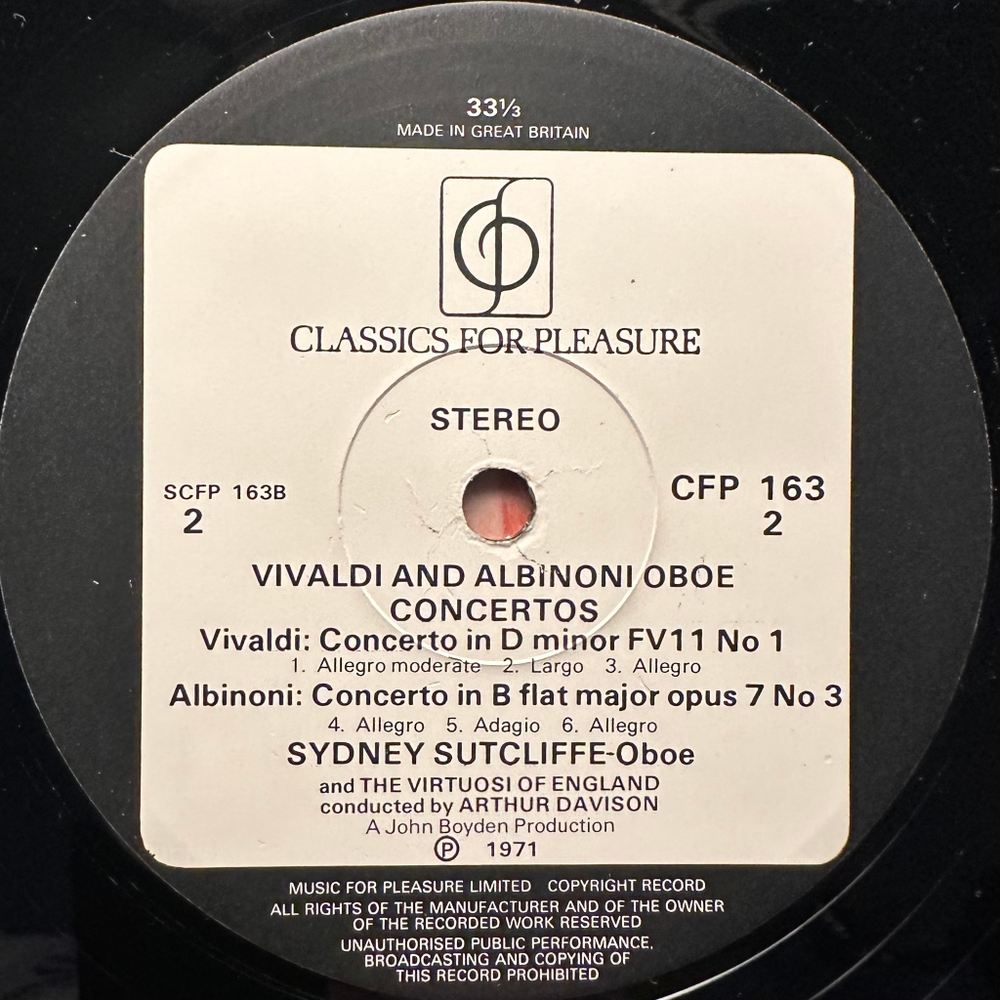 33⅓
MADE IN GREAT BRITAIN
CLASSICS FOR PLEASURE
STEREO
SCFP 163B
2
CFP 163
2
VIVALDI AND ALBINONI OBOE
CONCERTOS
Vivaldi: Concerto in D minor FV11 No 1
1. Allegro moderate 2. Largo 3. Allegro
Albinoni: Concerto in B flat major opus 7 No 3
4. Allegro 5. Adagio 6. Allegro
SYDNEY SUTCLIFFE-Oboe
and THE VIRTUOSI OF ENGLAND
conducted by ARTHUR DAVISON
A John Boyden Production
℗ 1971
MUSIC FOR PLEASURE LIMITED COPYRIGHT RECORD
ALL RIGHTS OF THE MANUFACTURER AND OF THE OWNER
OF THE RECORDED WORK RESERVED
UNAUTHORISED PUBLIC PERFORMANCE,
BROADCASTING AND COPYING OF
THIS RECORD PROHIBITED